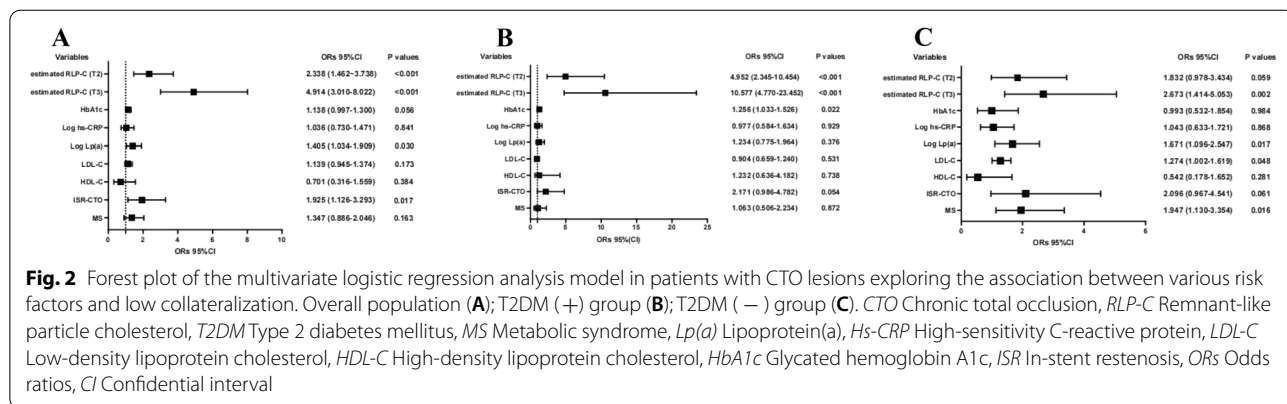 A
Variables ORs 95%CI P values
estimated RLP-C (T2) 2.338 (1.462~3.738) <0.001
estimated RLP-C (T3) 4.914 (3.010-8.022) <0.001
HbA1c 1.138 (0.997-1.300) 0.056
Log hs-CRP 1.036 (0.730-1.471) 0.841
Log Lp(a) 1.405 (1.034-1.909) 0.030
LDL-C 1.139 (0.945-1.374) 0.173
HDL-C 0.701 (0.316-1.559) 0.384
ISR-CTO 1.925 (1.126-3.293) 0.017
MS 1.347 (0.886-2.046) 0.163
0 2 4 6 8 10
ORs 95%CI
B
Variables ORs 95%CI P values
estimated RLP-C (T2) 4.952 (2.345-10.454) <0.001
estimated RLP-C (T3) 10.577 (4.770-23.452) <0.001
HbA1c 1.256 (1.033-1.526) 0.022
Log hs-CRP 0.977 (0.584-1.634) 0.929
Log Lp(a) 1.234 (0.775-1.964) 0.376
LDL-C 0.904 (0.659-1.240) 0.531
HDL-C 1.232 (0.636-4.182) 0.738
ISR-CTO 2.171 (0.986-4.782) 0.054
MS 1.063 (0.506-2.234) 0.872
0 5 10 15 20 25
ORs 95%(CI)
C
Variables ORs 95%CI P values
estimated RLP-C (T2) 1.832 (0.978-3.434) 0.059
estimated RLP-C (T3) 2.673 (1.414-5.053) 0.002
HbA1c 0.993 (0.532-1.854) 0.984
Log hs-CRP 1.043 (0.633-1.721) 0.868
Log Lp(a) 1.671 (1.096-2.547) 0.017
LDL-C 1.274 (1.002-1.619) 0.048
HDL-C 0.542 (0.178-1.652) 0.281
ISR-CTO 2.096 (0.967-4.541) 0.061
MS 1.947 (1.130-3.354) 0.016
0 2 4 6
ORs 95%CI
Fig. 2 Forest plot of the multivariate logistic regression analysis model in patients with CTO lesions exploring the association between various risk
factors and low collateralization. Overall population (A); T2DM (+) group (B); T2DM (−) group (C). CTO Chronic total occlusion, RLP-C Remnant-like
particle cholesterol, T2DM Type 2 diabetes mellitus, MS Metabolic syndrome, Lp(a) Lipoprotein(a), Hs-CRP High-sensitivity C-reactive protein, LDL-C
Low-density lipoprotein cholesterol, HDL-C High-density lipoprotein cholesterol, HbA1c Glycated hemoglobin A1c, ISR In-stent restenosis, ORs Odds
ratios, CI Confidential interval